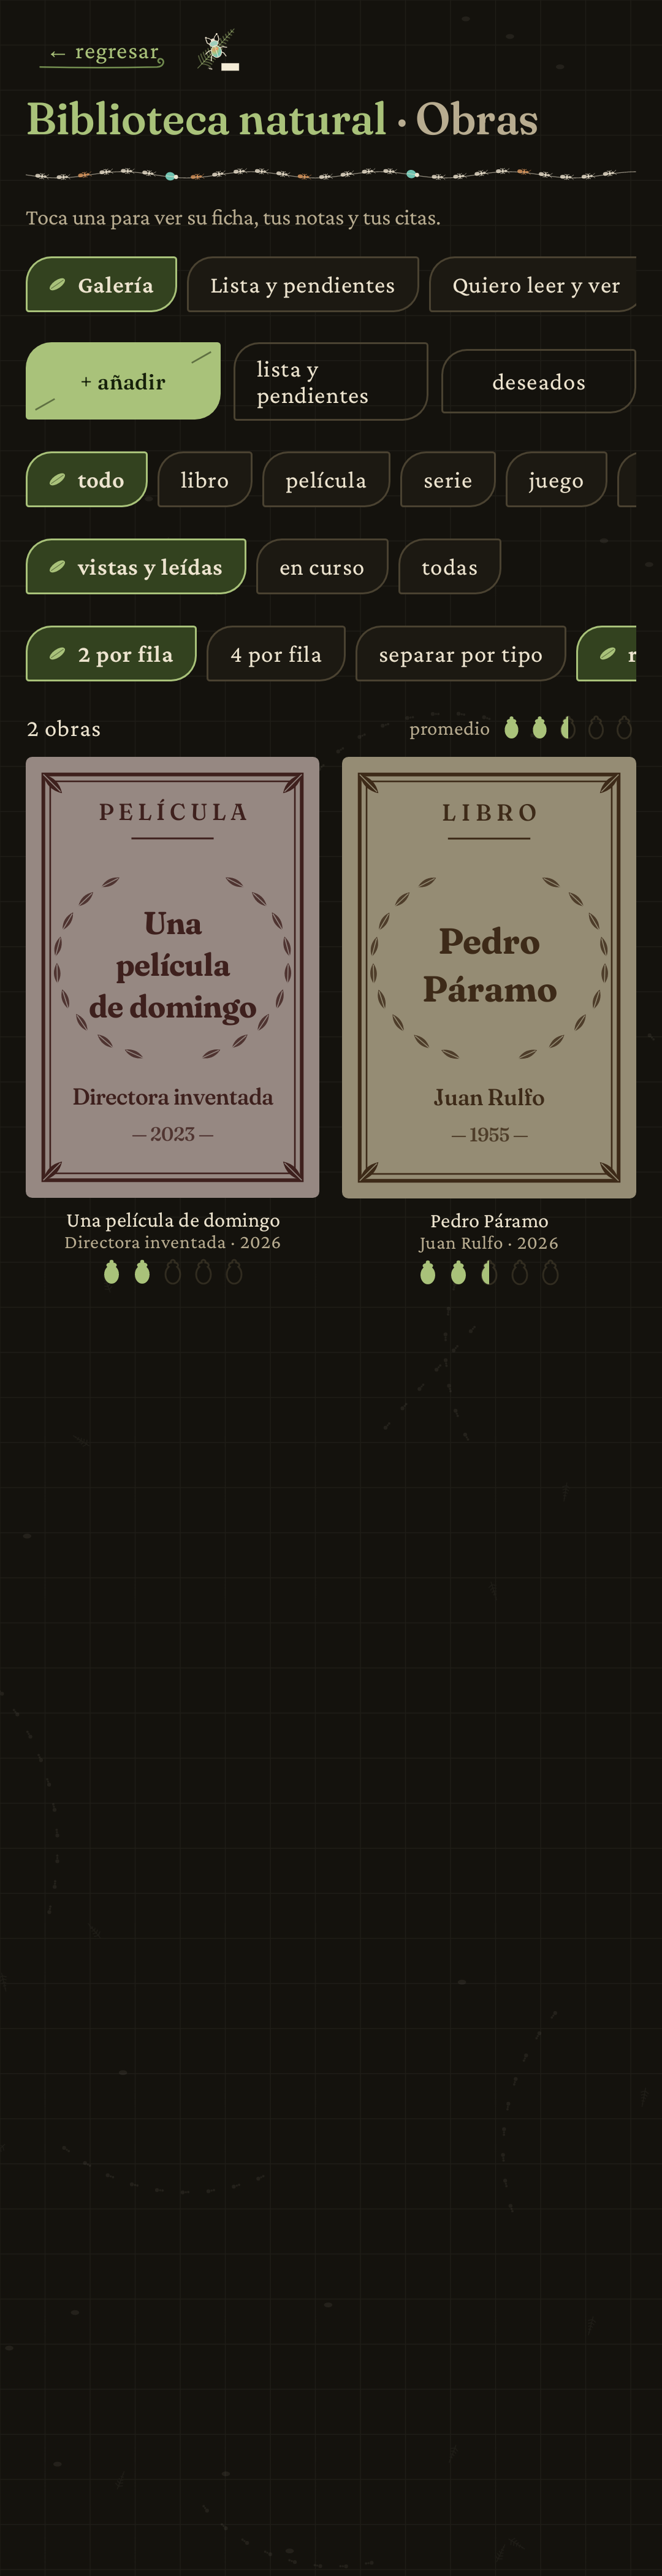 ← regresar
Biblioteca natural · Obras
Toca una para ver su ficha, tus notas y tus citas.
Galería
Lista y pendientes
Quiero leer y ver
+ añadir
lista y
pendientes
deseados
todo
libro
película
serie
juego
vistas y leídas
en curso
todas
2 por fila
4 por fila
separar por tipo
2 obras
promedio
PELÍCULA
Una
película
de domingo
Directora inventada
— 2023 —
LIBRO
Pedro
Páramo
Juan Rulfo
— 1955 —
Una película de domingo
Directora inventada · 2026
Pedro Páramo
Juan Rulfo · 2026